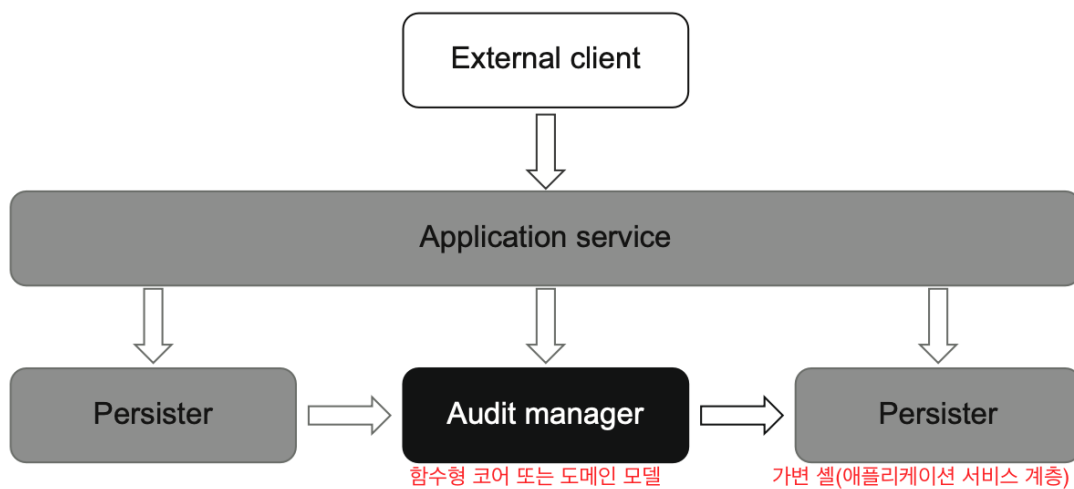 External client
Application service
Persister
Audit manager
Persister
함수형 코어 또는 도메인 모델
가변 셸(애플리케이션 서비스 계층)